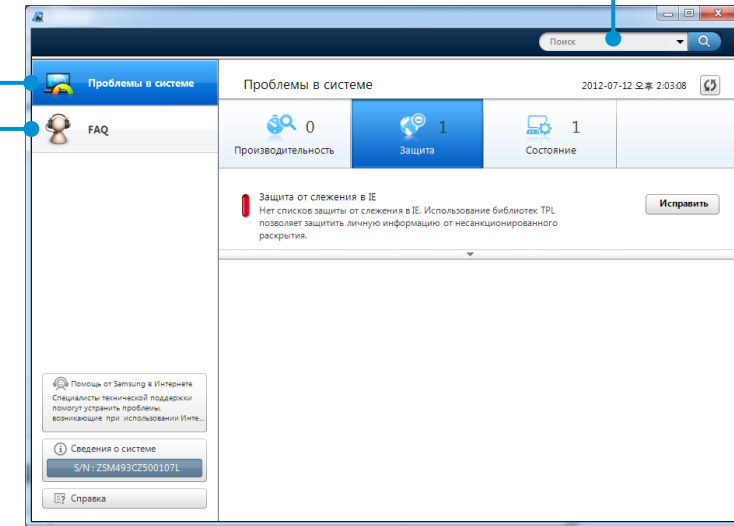 Поиск
Проблемы в системе
FAQ
Проблемы в системе
2012-07-12 오후 2:03:08
0
Производительность
1
Защита
1
Состояние
Защита от слежения в IE
Нет списков защиты от слежения в IE. Использование библиотек TPL
позволяет защитить личную информацию от несанкционированного
раскрытия.
Исправить
Помощь от Samsung в Интернете
Специалисты технической поддержки
помогут устранить проблемы,
возникающие при использовании Инте...
Сведения о системе
S/N : ZSM493CZ500107L
Справка